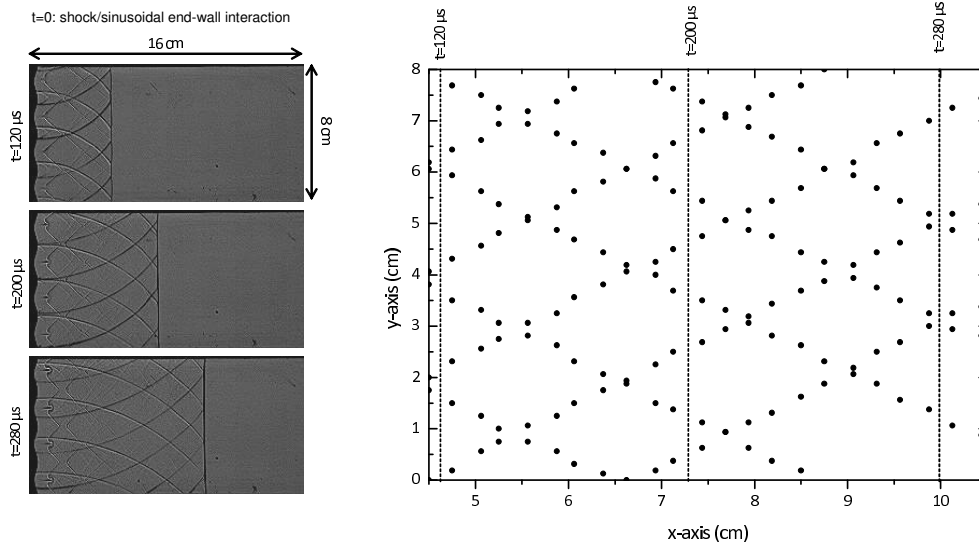 t=0: shock/sinusoidal end-wall interaction
16 cm
8 cm
t=120 µs
t=200 µs
t=280 µs
t=120 µs
t=200 µs
t=280 µs
8
7
6
5
4
3
2
1
0
y-axis (cm)
5 6 7 8 9 10
x-axis (cm)